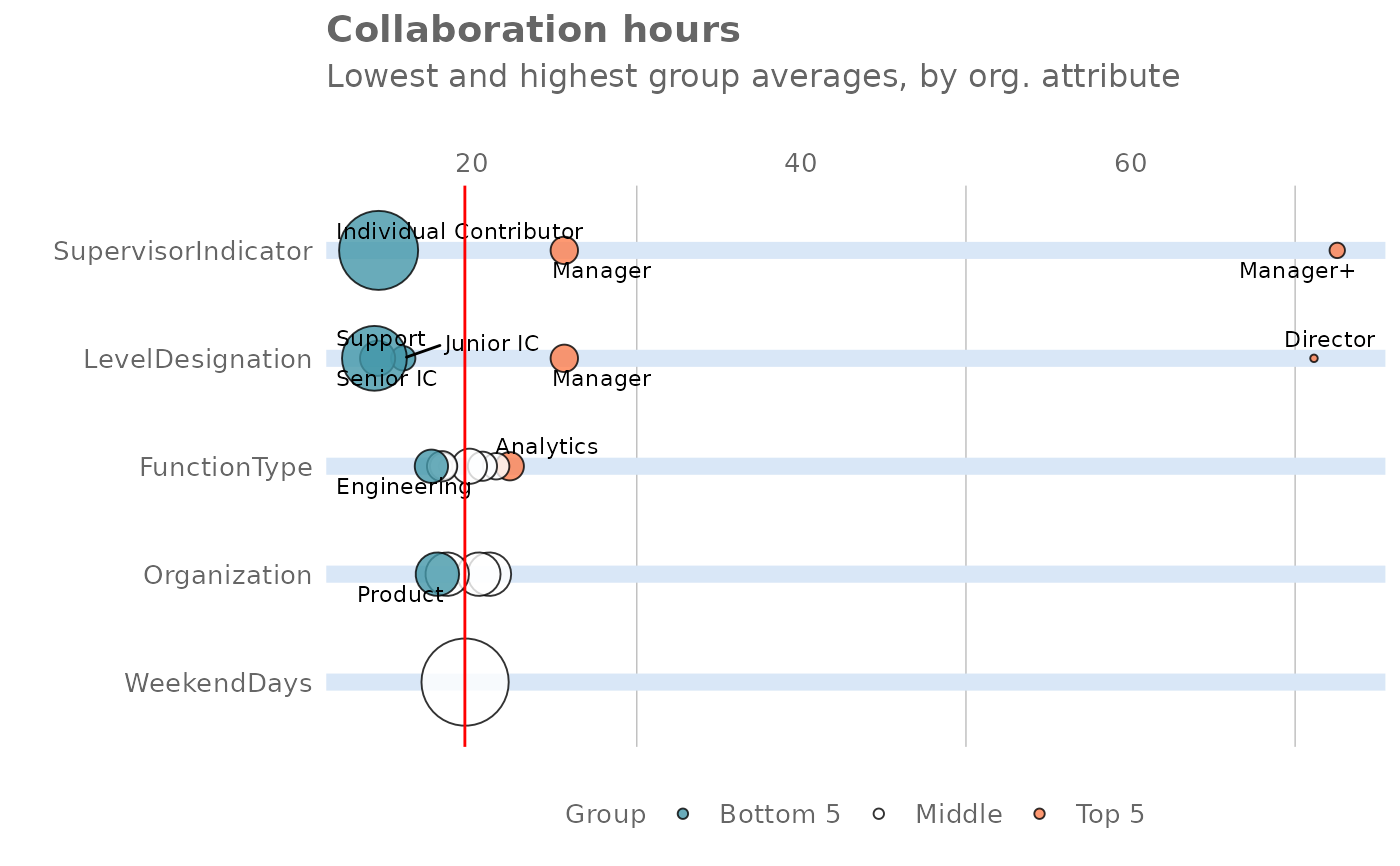 Collaboration hours
Lowest and highest group averages, by org. attribute
20 40 60
Individual Contributor
SupervisorIndicator
Manager
Manager+
Support
Junior IC
Director
LevelDesignation
Senior IC
Manager
Analytics
FunctionType
Engineering
Organization
Product
WeekendDays
Group Bottom 5 Middle Top 5